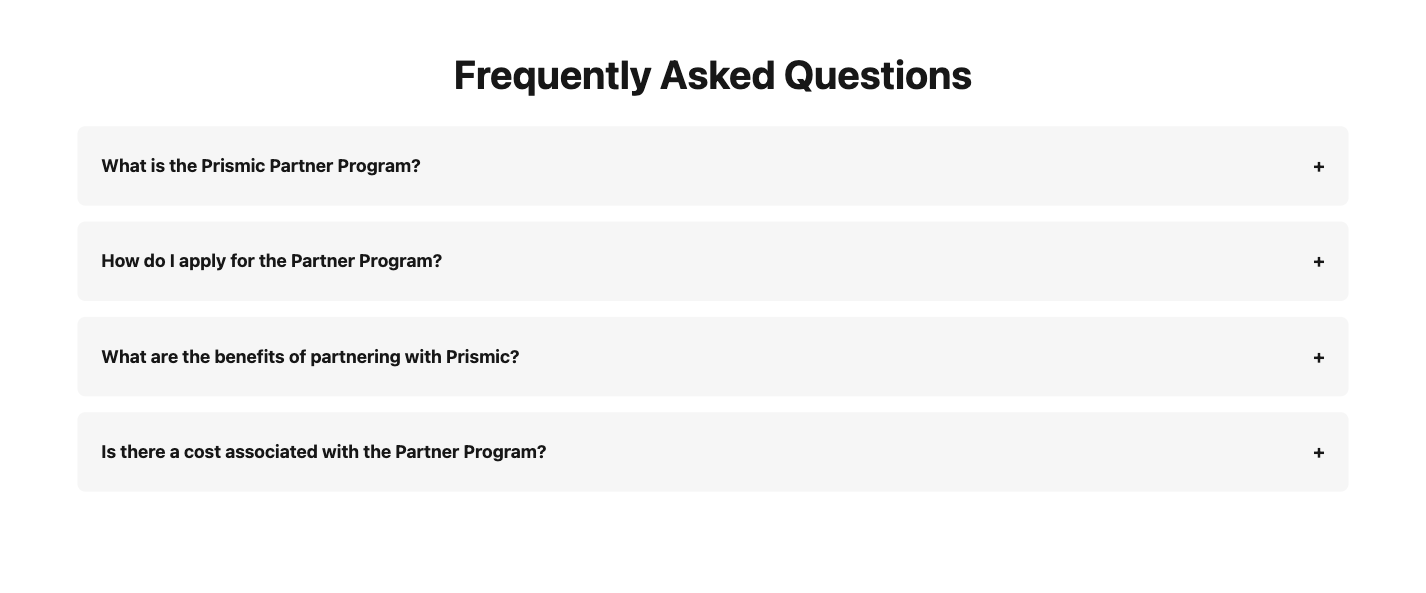 Frequently Asked Questions
What is the Prismic Partner Program? +
How do I apply for the Partner Program? +
What are the benefits of partnering with Prismic? +
Is there a cost associated with the Partner Program? +